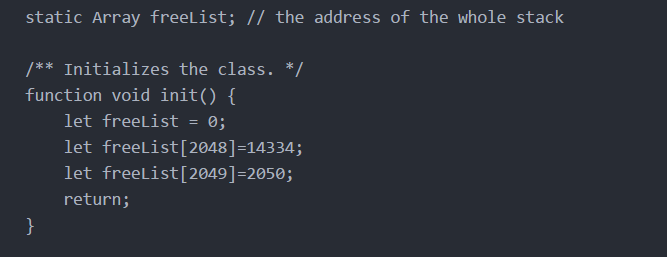 static Array freeList; // the address of the whole stack
/** Initializes the class. */
function void init() {
let freeList = 0;
let freeList[2048]=14334;
let freeList[2049]=2050;
return;
}